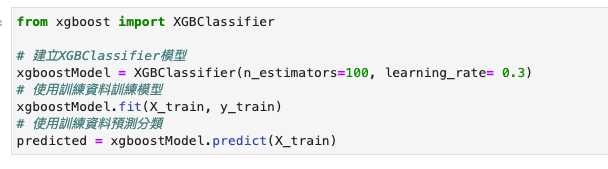 from xgboost import XGBClassifier

# 建立XGBClassifier模型
xgboostModel = XGBClassifier(n_estimators=100, learning_rate= 0.3)
# 使用訓練資料訓練模型
xgboostModel.fit(X_train, y_train)
# 使用訓練資料預測分類
predicted = xgboostModel.predict(X_train)